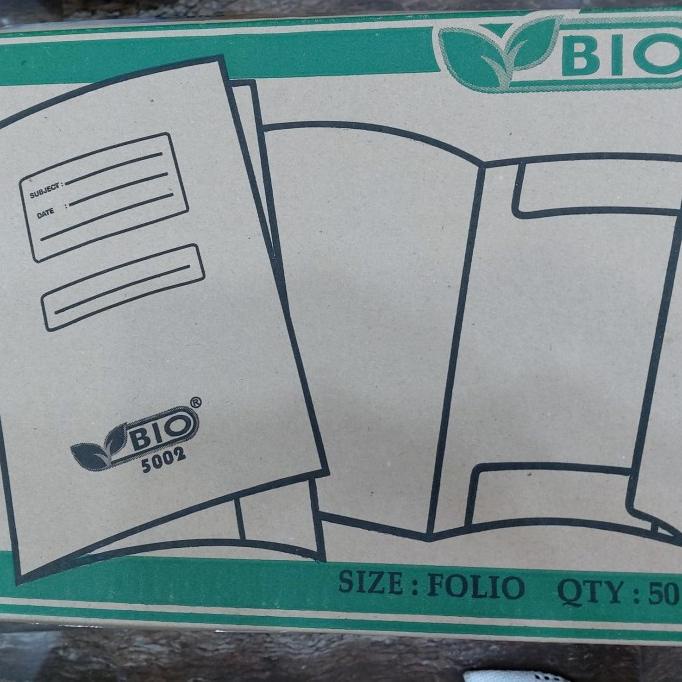 BIO
SUBJECT :
DATE :
BIO®
5002
SIZE : FOLIO QTY : 50